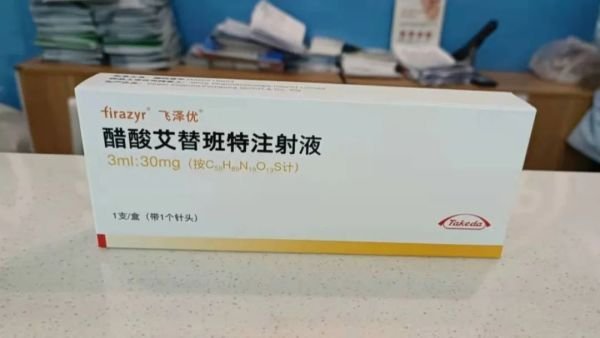 firazyr® 飞泽优®
醋酸艾替班特注射液
3ml:30mg（按C₅₉H₈₉N₁₉O₁₃S计）
1支/盒（带1个针头）
Takeda